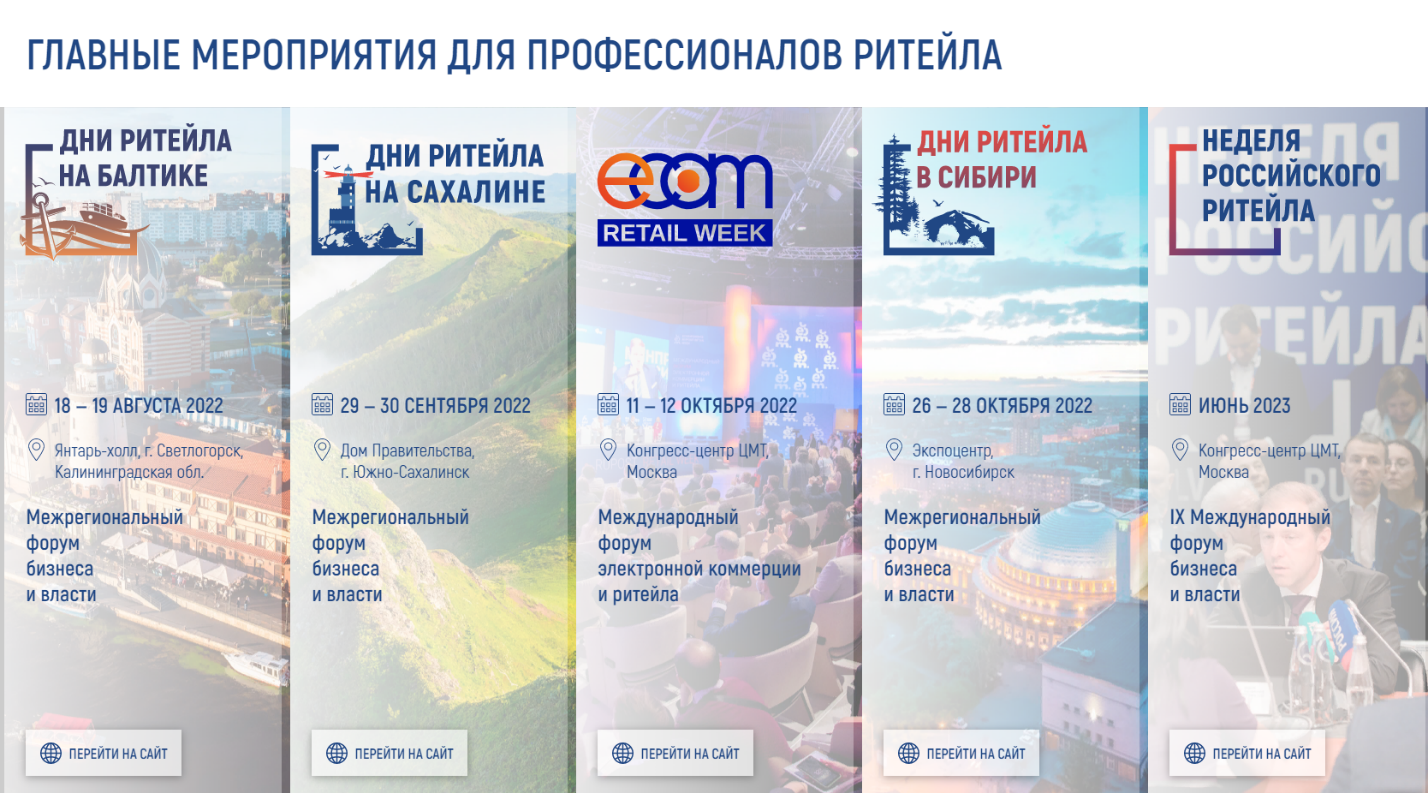 ГЛАВНЫЕ МЕРОПРИЯТИЯ ДЛЯ ПРОФЕССИОНАЛОВ РИТЕЙЛА
ДНИ РИТЕЙЛА
НА БАЛТИКЕ
18 – 19 АВГУСТА 2022
Янтарь-холл, г. Светлогорск,
Калининградская обл.
Межрегиональный
форум
бизнеса
и власти
ПЕРЕЙТИ НА САЙТ
ДНИ РИТЕЙЛА
НА САХАЛИНЕ
29 – 30 СЕНТЯБРЯ 2022
Дом Правительства,
г. Южно-Сахалинск
Межрегиональный
форум
бизнеса
и власти
ПЕРЕЙТИ НА САЙТ
ecom
RETAIL WEEK
11 – 12 ОКТЯБРЯ 2022
Конгресс-центр ЦМТ,
Москва
Международный
форум
электронной коммерции
и ритейла
ПЕРЕЙТИ НА САЙТ
ДНИ РИТЕЙЛА
В СИБИРИ
26 – 28 ОКТЯБРЯ 2022
Экспоцентр,
г. Новосибирск
Межрегиональный
форум
бизнеса
и власти
ПЕРЕЙТИ НА САЙТ
НЕДЕЛЯ
РОССИЙСКОГО
РИТЕЙЛА
ИЮНЬ 2023
Конгресс-центр ЦМТ,
Москва
IX Международный
форум
бизнеса
и власти
ПЕРЕЙТИ НА САЙТ